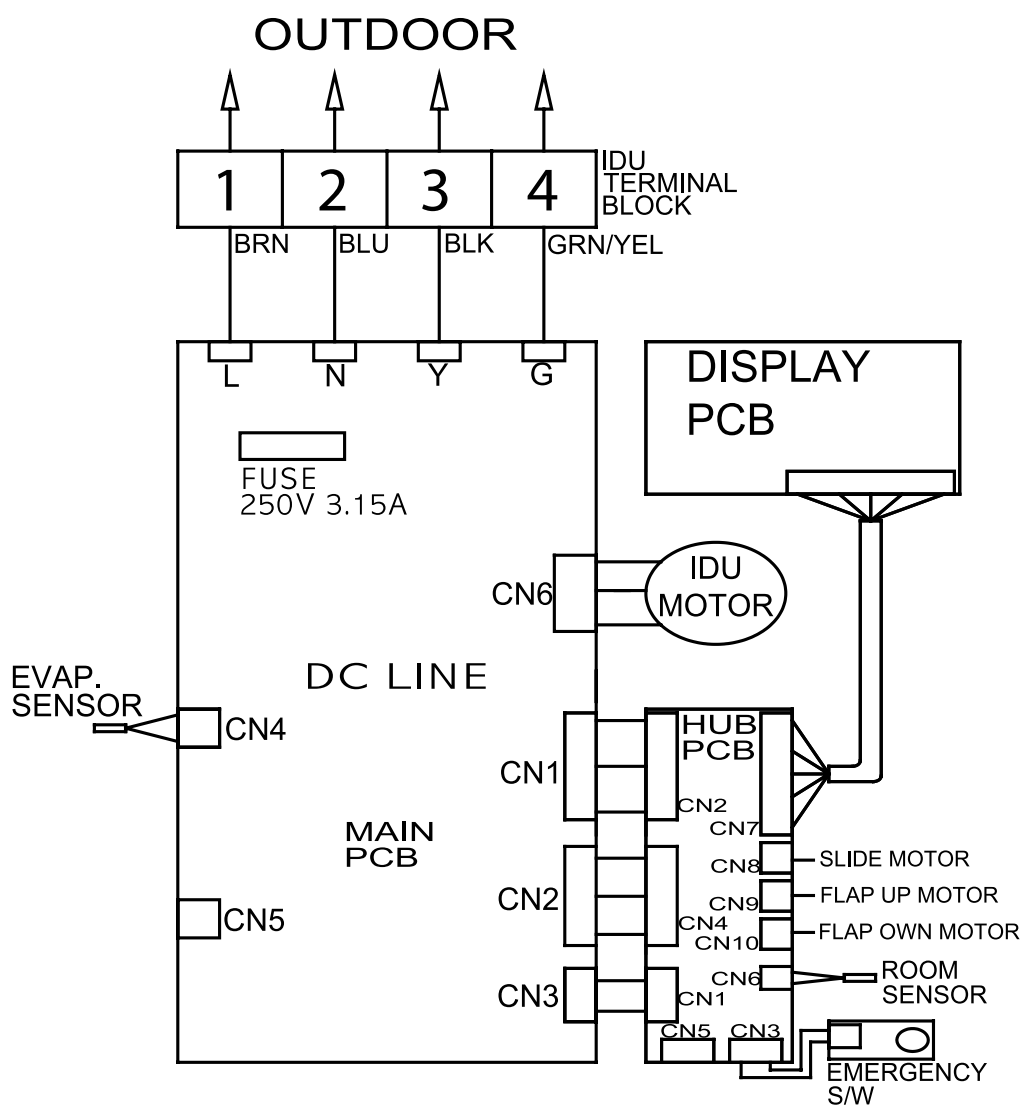 OUTDOOR
1 2 3 4
IDU
TERMINAL
BLOCK
BRN BLU BLK GRN/YEL
L N Y G
DISPLAY
PCB
FUSE
250V 3.15A
CN6
IDU
MOTOR
DC LINE
EVAP.
SENSOR
CN4
HUB
PCB
CN1
CN2
CN7
MAIN
PCB
CN8
SLIDE MOTOR
CN2
CN9
FLAP UP MOTOR
CN5
CN4
CN10
FLAP OWN MOTOR
CN3
CN6
ROOM
SENSOR
CN1
CN5
CN3
EMERGENCY
S/W